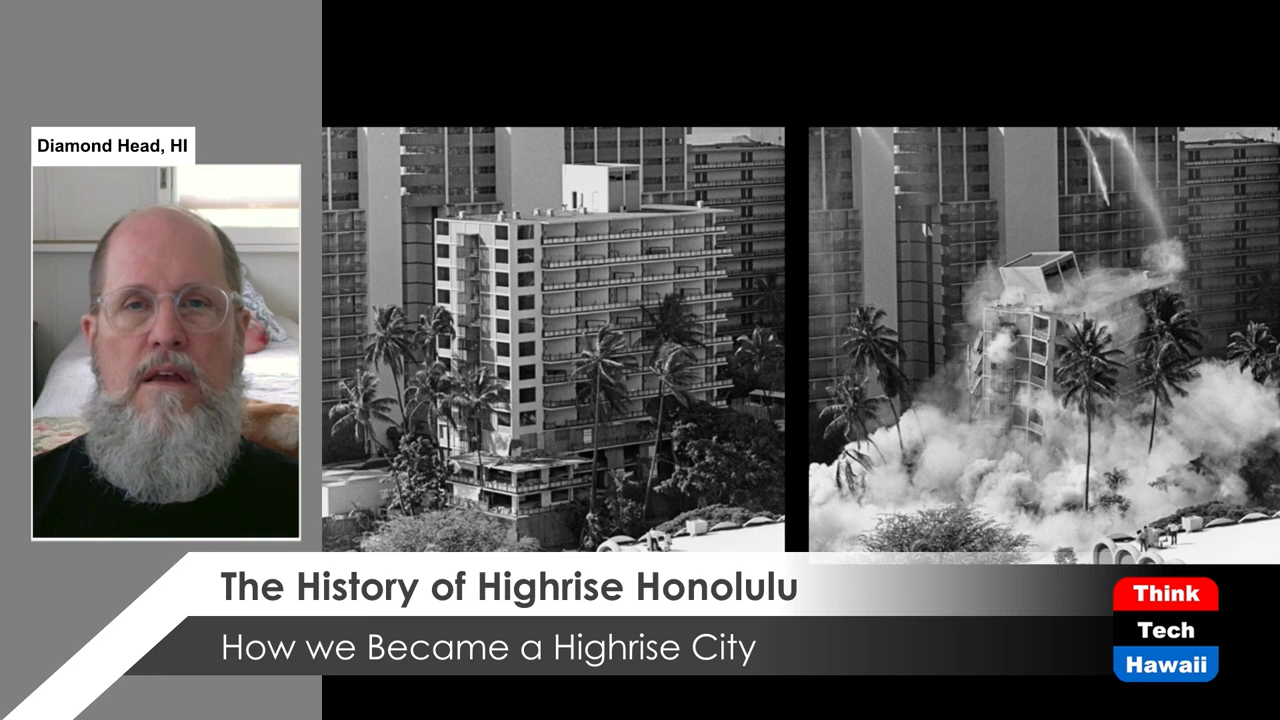 Diamond Head, HI
The History of Highrise Honolulu
How we Became a Highrise City
Think
Tech
Hawaii